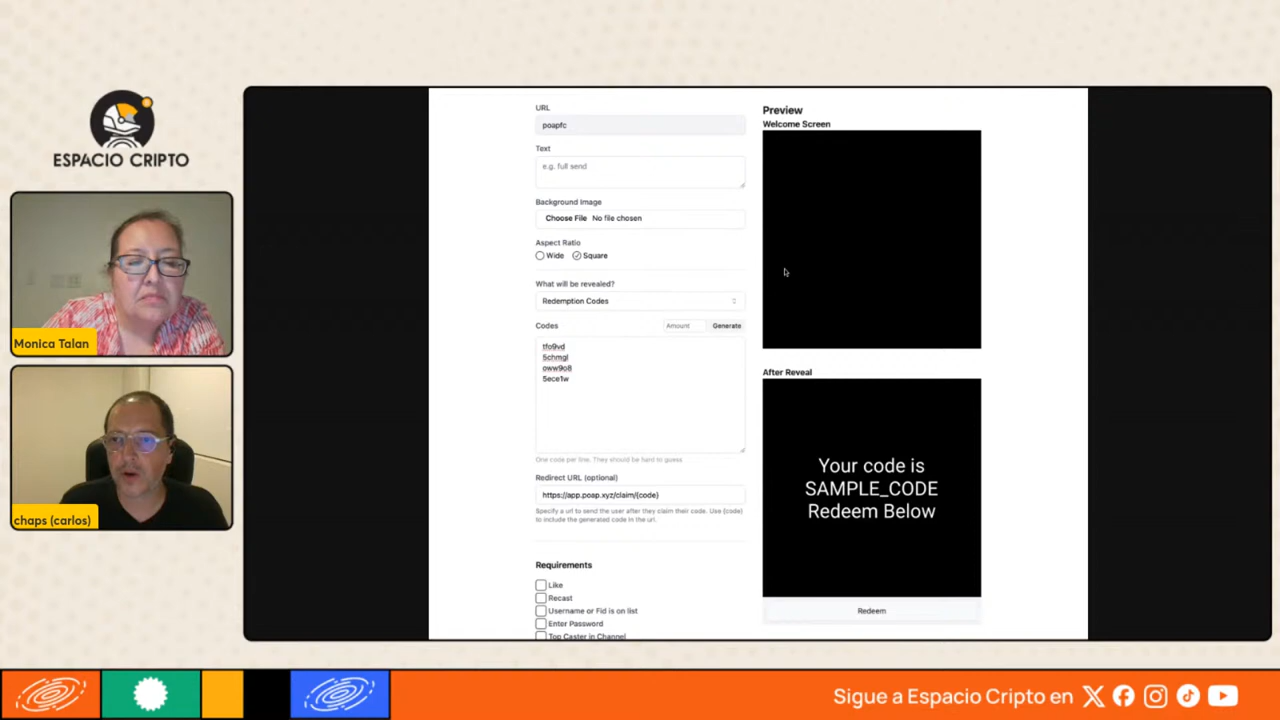 ESPACIO CRIPTO
Monica Talan
chaps (carlos)
URL
poapfc
Text
e.g. full send
Background Image
Choose File No file chosen
Aspect Ratio
Wide Square
What will be revealed?
Redemption Codes
Codes
Amount Generate
tfo9vd
5chmgl
oww9o8
5ece1w
One code per line. They should be hard to guess
Redirect URL (optional)
https://app.poap.xyz/claim/{code}
Specify a url to send the user after they claim their code. Use {code}
to include the generated code in the url.
Requirements
Like
Recast
Username or Fid is on list
Enter Password
Top Caster in Channel
Preview
Welcome Screen
After Reveal
Your code is
SAMPLE_CODE
Redeem Below
Redeem
Sigue a Espacio Cripto en